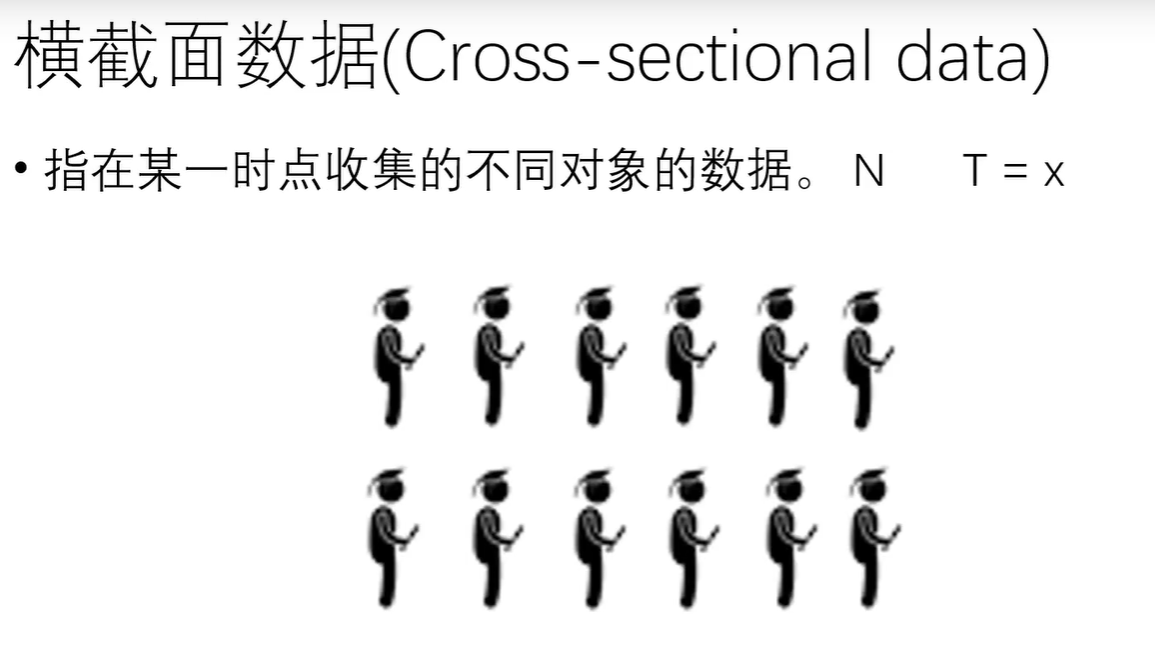 横截面数据(Cross-sectional data)
• 指在某一时点收集的不同对象的数据。 N T = x